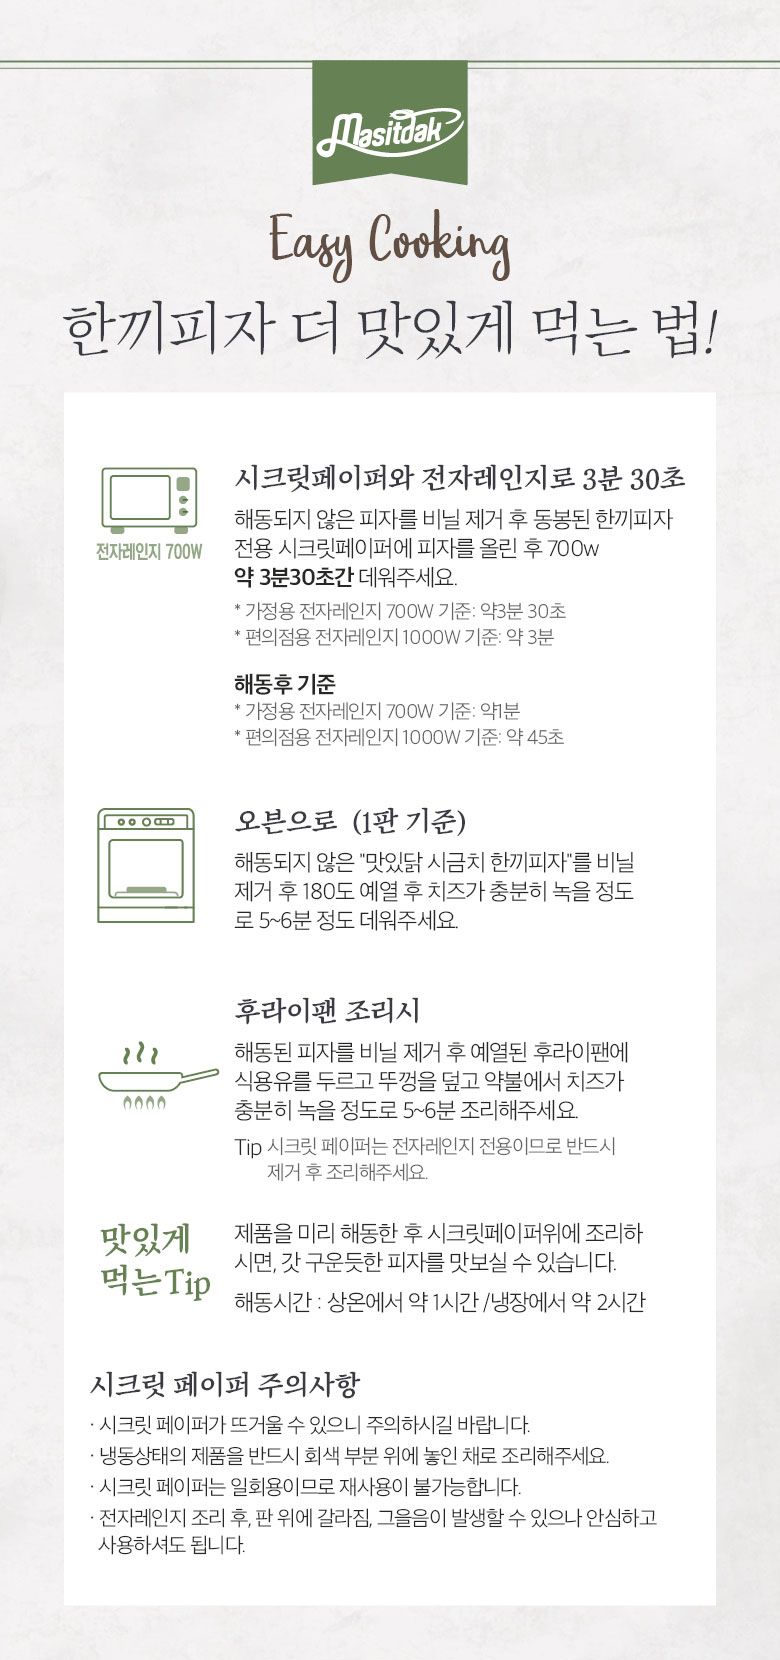 Masitdak
Easy Cooking
한끼피자 더 맛있게 먹는 법!
전자레인지 700W
시크릿페이퍼와 전자레인지로 3분 30초
해동되지 않은 피자를 비닐 제거 후 동봉된 한끼피자
전용 시크릿페이퍼에 피자를 올린 후 700w
약 3분30초간 데워주세요.
* 가정용 전자레인지 700W 기준: 약3분 30초
* 편의점용 전자레인지 1000W 기준: 약 3분
해동후 기준
* 가정용 전자레인지 700W 기준: 약1분
* 편의점용 전자레인지 1000W 기준: 약 45초
오븐으로 (1판 기준)
해동되지 않은 "맛있닭 시금치 한끼피자"를 비닐
제거 후 180도 예열 후 치즈가 충분히 녹을 정도
로 5~6분 정도 데워주세요.
후라이팬 조리시
해동된 피자를 비닐 제거 후 예열된 후라이팬에
식용유를 두르고 뚜껑을 덮고 약불에서 치즈가
충분히 녹을 정도로 5~6분 조리해주세요.
Tip 시크릿 페이퍼는 전자레인지 전용이므로 반드시
제거 후 조리해주세요.
맛있게
먹는Tip
제품을 미리 해동한 후 시크릿페이퍼위에 조리하
시면, 갓 구운듯한 피자를 맛보실 수 있습니다.
해동시간 : 상온에서 약 1시간 /냉장에서 약 2시간
시크릿 페이퍼 주의사항
· 시크릿 페이퍼가 뜨거울 수 있으니 주의하시길 바랍니다.
· 냉동상태의 제품을 반드시 회색 부분 위에 놓인 채로 조리해주세요.
· 시크릿 페이퍼는 일회용이므로 재사용이 불가능합니다.
· 전자레인지 조리 후, 판 위에 갈라짐, 그을음이 발생할 수 있으나 안심하고
사용하셔도 됩니다.